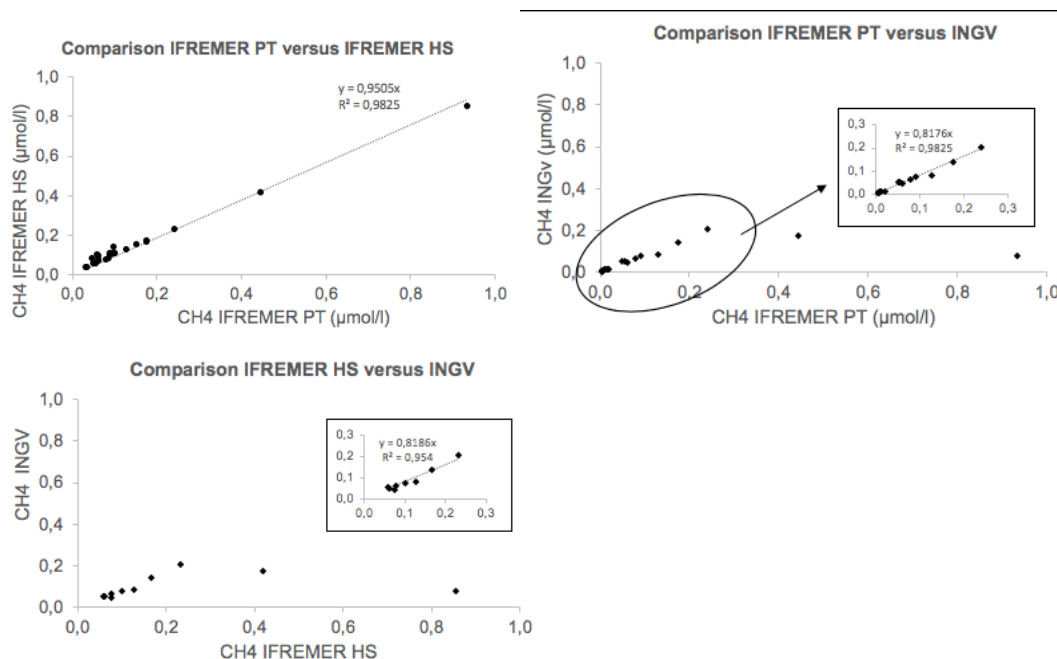 Comparison IFREMER PT versus IFREMER HS
1,0
0,8
0,6
0,4
0,2
0,0
CH4 IFREMER HS (µmol/l)
y = 0,9505x
R² = 0,9825
0,0 0,2 0,4 0,6 0,8 1,0
CH4 IFREMER PT (µmol/l)
Comparison IFREMER PT versus INGV
1,0
0,8
0,6
0,4
0,2
0,0
CH4 INGv (µmol/l)
0,3
0,2
0,1
0,0
y = 0,8176x
R² = 0,9825
0,0 0,1 0,2 0,3
0,0 0,2 0,4 0,6 0,8 1,0
CH4 IFREMER PT (µmol/l)
Comparison IFREMER HS versus INGV
1,0
0,8
0,6
0,4
0,2
0,0
CH4 INGV
0,3
0,2
0,1
0,0
y = 0,8186x
R² = 0,954
0,0 0,1 0,2 0,3
0,0 0,2 0,4 0,6 0,8 1,0
CH4 IFREMER HS